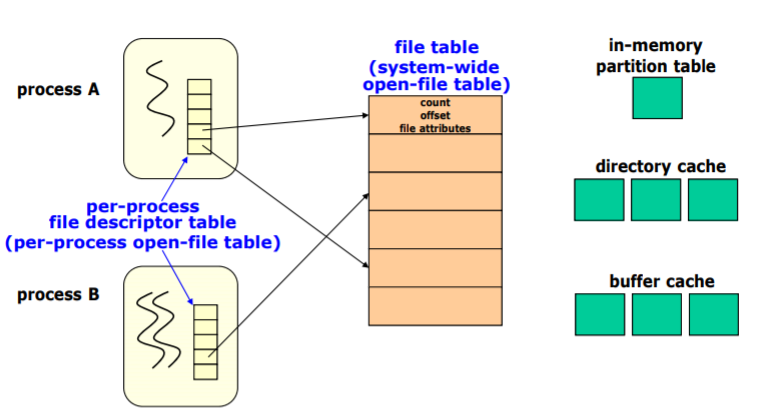 process A
per-process
file descriptor table
(per-process open-file table)
process B
file table
(system-wide
open-file table)
count
offset
file attributes
in-memory
partition table
directory cache
buffer cache